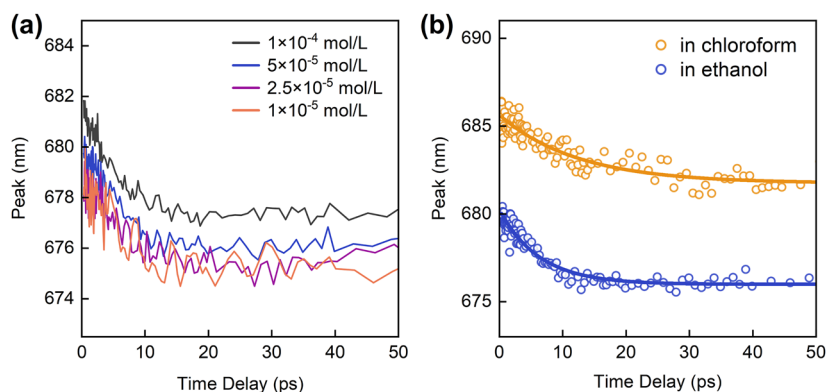 (a)
684
682
680
678
676
674
0
10
20
30
40
50
Peak (nm)
Time Delay (ps)
1×10⁻⁴ mol/L
5×10⁻⁵ mol/L
2.5×10⁻⁵ mol/L
1×10⁻⁵ mol/L
(b)
690
685
680
675
0
10
20
30
40
50
Peak (nm)
Time Delay (ps)
in chloroform
in ethanol